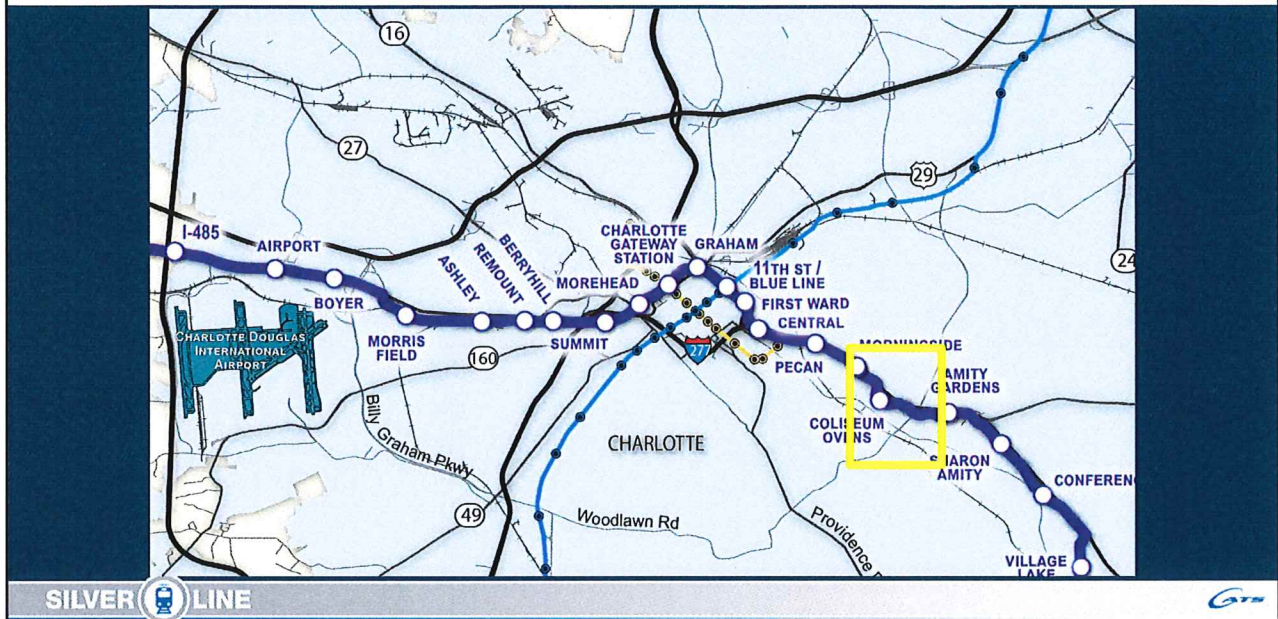 16
27
29
24
I-485
AIRPORT
BOYER
MORRIS
FIELD
ASHLEY
REMOUNT
BERRYHILL
SUMMIT
MOREHEAD
CHARLOTTE
GATEWAY
STATION
GRAHAM
11TH ST /
BLUE LINE
FIRST WARD
CENTRAL
PECAN
MORNINGSIDE
COLISEUM
OVENS
AMITY
GARDENS
SHARON
AMITY
CONFEREN
VILLAGE
LAKE
CHARLOTTE DOUGLAS
INTERNATIONAL
AIRPORT
160
277
Billy Graham Pkwy
CHARLOTTE
49
Woodlawn Rd
Providence
SILVER LINE
CATS